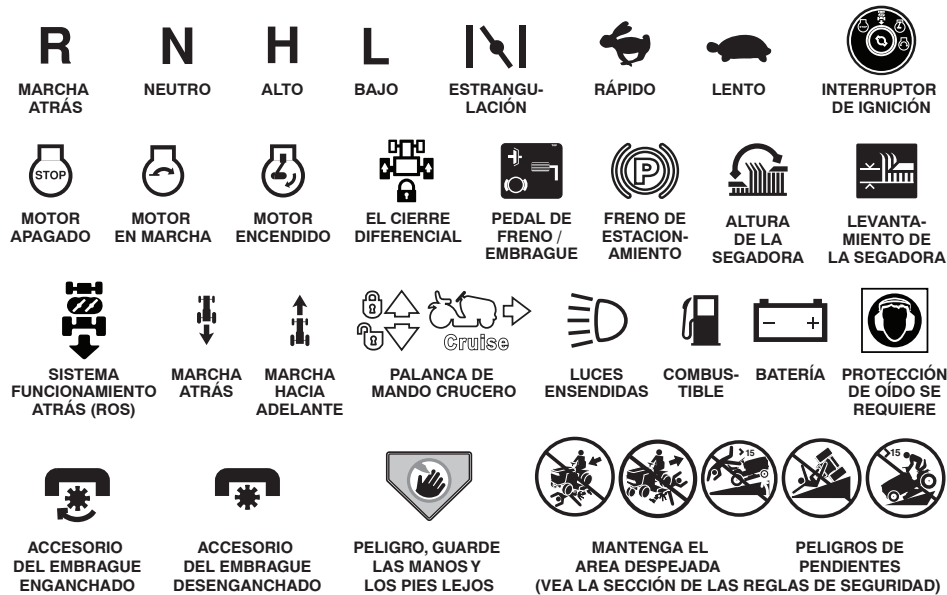 R N H L
MARCHA ATRÁS
NEUTRO
ALTO
BAJO
ESTRANGU-
LACIÓN
RÁPIDO
LENTO
INTERRUPTOR
DE IGNICIÓN
STOP
MOTOR
APAGADO
MOTOR
EN MARCHA
MOTOR
ENCENDIDO
EL CIERRE
DIFERENCIAL
PEDAL DE
FRENO /
EMBRAGUE
P
FRENO DE
ESTACION-
AMIENTO
ALTURA
DE LA
SEGADORA
LEVANTA-
MIENTO DE
LA SEGADORA
SISTEMA
FUNCIONAMIENTO
ATRÁS (ROS)
MARCHA
ATRÁS
MARCHA
HACIA
ADELANTE
Cruise
PALANCA DE
MANDO CRUCERO
LUCES
ENSENDIDAS
COMBUS-
TIBLE
BATERÍA
PROTECCIÓN
DE OÍDO SE
REQUIERE
ACCESORIO
DEL EMBRAGUE
ENGANCHADO
ACCESORIO
DEL EMBRAGUE
DESENGANCHADO
PELIGRO, GUARDE
LAS MANOS Y
LOS PIES LEJOS
15
15
MANTENGA EL
AREA DESPEJADA
PELIGROS DE
PENDIENTES
(VEA LA SECCIÓN DE LAS REGLAS DE SEGURIDAD)